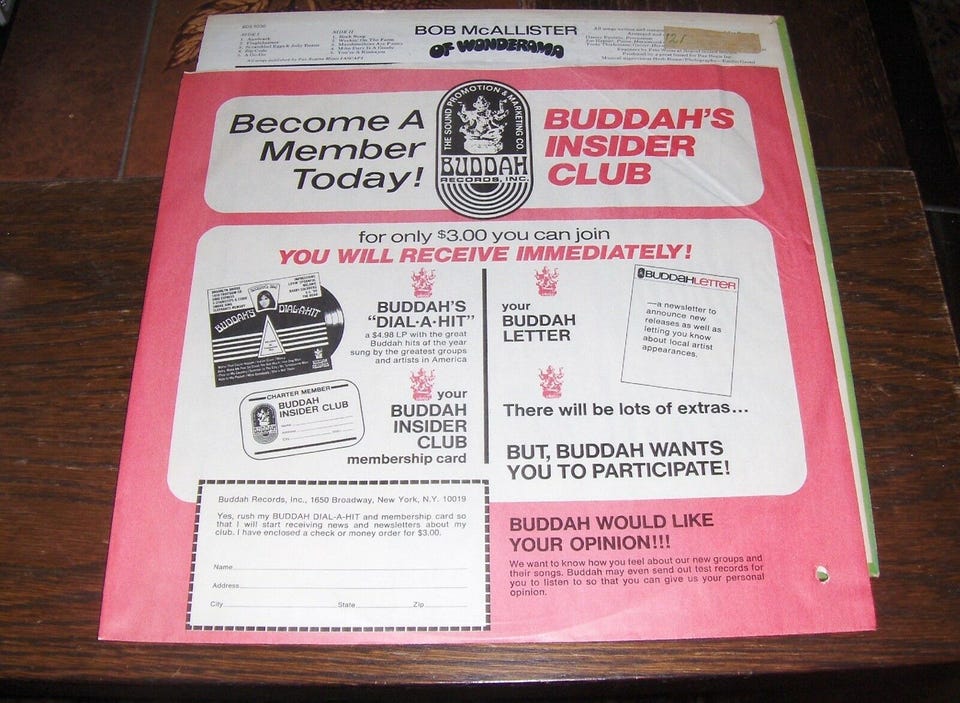 BDS 5030
SIDE I
SIDE II
BOB McALLISTER
OF WONDERAMA
Become A
Member
Today!
THE SOUND PROMOTION & MARKETING CO.
BUDDAH
RECORDS, INC.
BUDDAH'S
INSIDER
CLUB
for only $3.00 you can join
YOU WILL RECEIVE IMMEDIATELY!
BUDDAH'S DIAL-A-HIT
BUDDAH'S
"DIAL-A-HIT"
a $4.98 LP with the great
Buddah hits of the year
sung by the greatest groups
and artists in America
CHARTER MEMBER
BUDDAH
INSIDER CLUB
your
BUDDAH
INSIDER
CLUB
membership card
your
BUDDAH
LETTER
BUDDAHLETTER
—a newsletter to
announce new
releases as well as
letting you know
about local artist
appearances.
There will be lots of extras...
BUT, BUDDAH WANTS
YOU TO PARTICIPATE!
Buddah Records, Inc., 1650 Broadway, New York, N.Y. 10019
Yes, rush my BUDDAH DIAL-A-HIT and membership card so
that I will start receiving news and newsletters about my
club. I have enclosed a check or money order for $3.00.
Name
Address
City State Zip
BUDDAH WOULD LIKE
YOUR OPINION!!!
We want to know how you feel about our new groups and
their songs. Buddah may even send out test records for
you to listen to so that you can give us your personal
opinion.